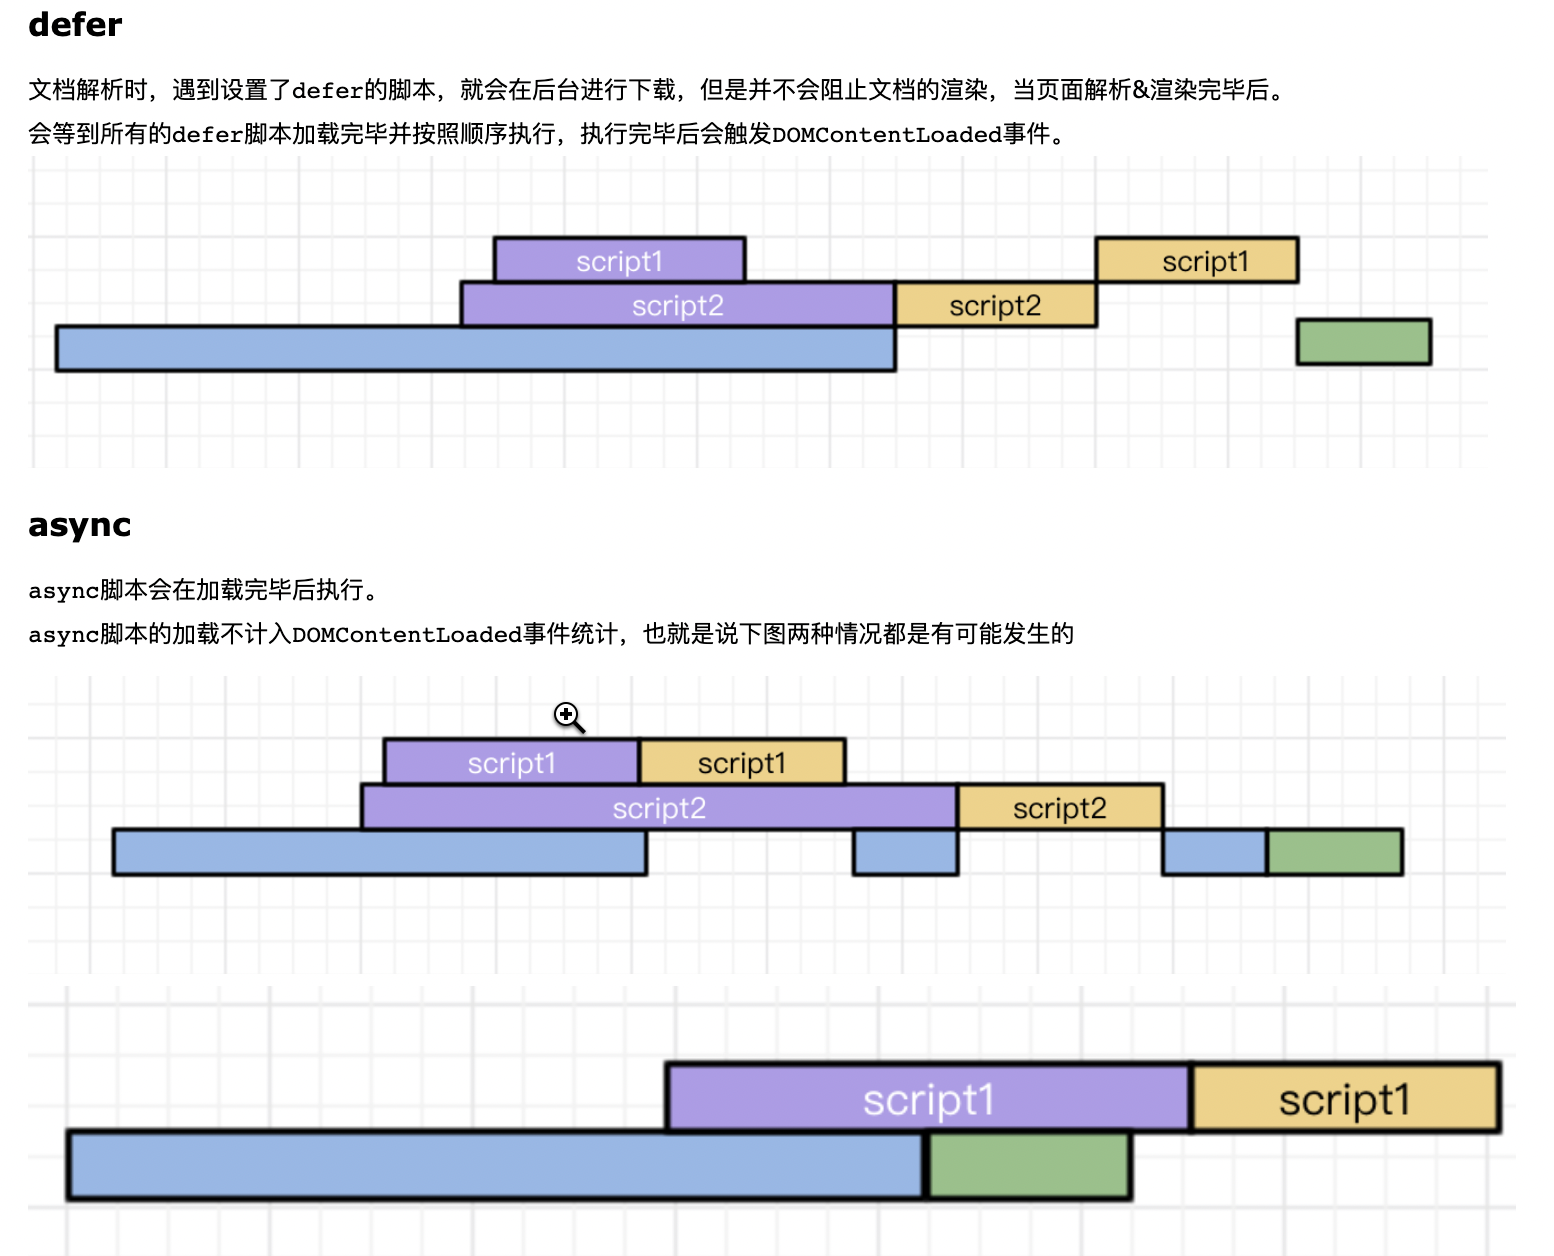 defer
文档解析时，遇到设置了defer的脚本，就会在后台进行下载，但是并不会阻止文档的渲染，当页面解析&渲染完毕后。
会等到所有的defer脚本加载完毕并按照顺序执行，执行完毕后会触发DOMContentLoaded事件。
script1 script1
script2 script2
async
async脚本会在加载完毕后执行。
async脚本的加载不计入DOMContentLoaded事件统计，也就是说下图两种情况都是有可能发生的
script1 script1
script2 script2
script1 script1